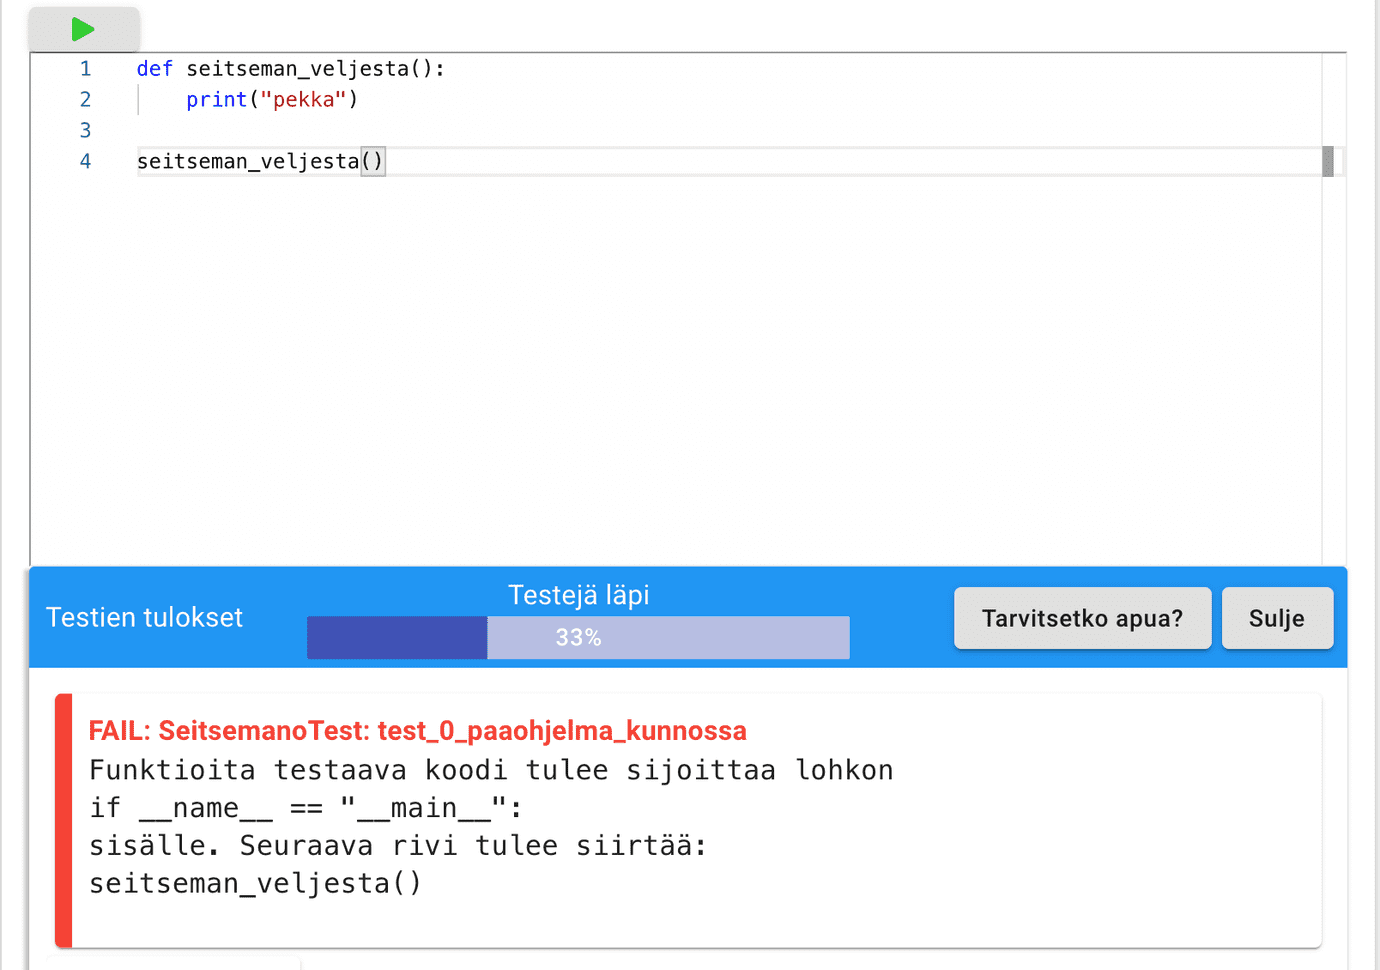 1 def seitseman_veljesta():
2 print("pekka")
3
4 seitseman_veljesta()
Testien tulokset
Testejä läpi
33%
Tarvitsetko apua?
Sulje
FAIL: SeitsemanoTest: test_0_paaohjelma_kunnossa
Funktioita testaava koodi tulee sijoittaa lohkon
if __name__ == "__main__":
sisälle. Seuraava rivi tulee siirtää:
seitseman_veljesta()